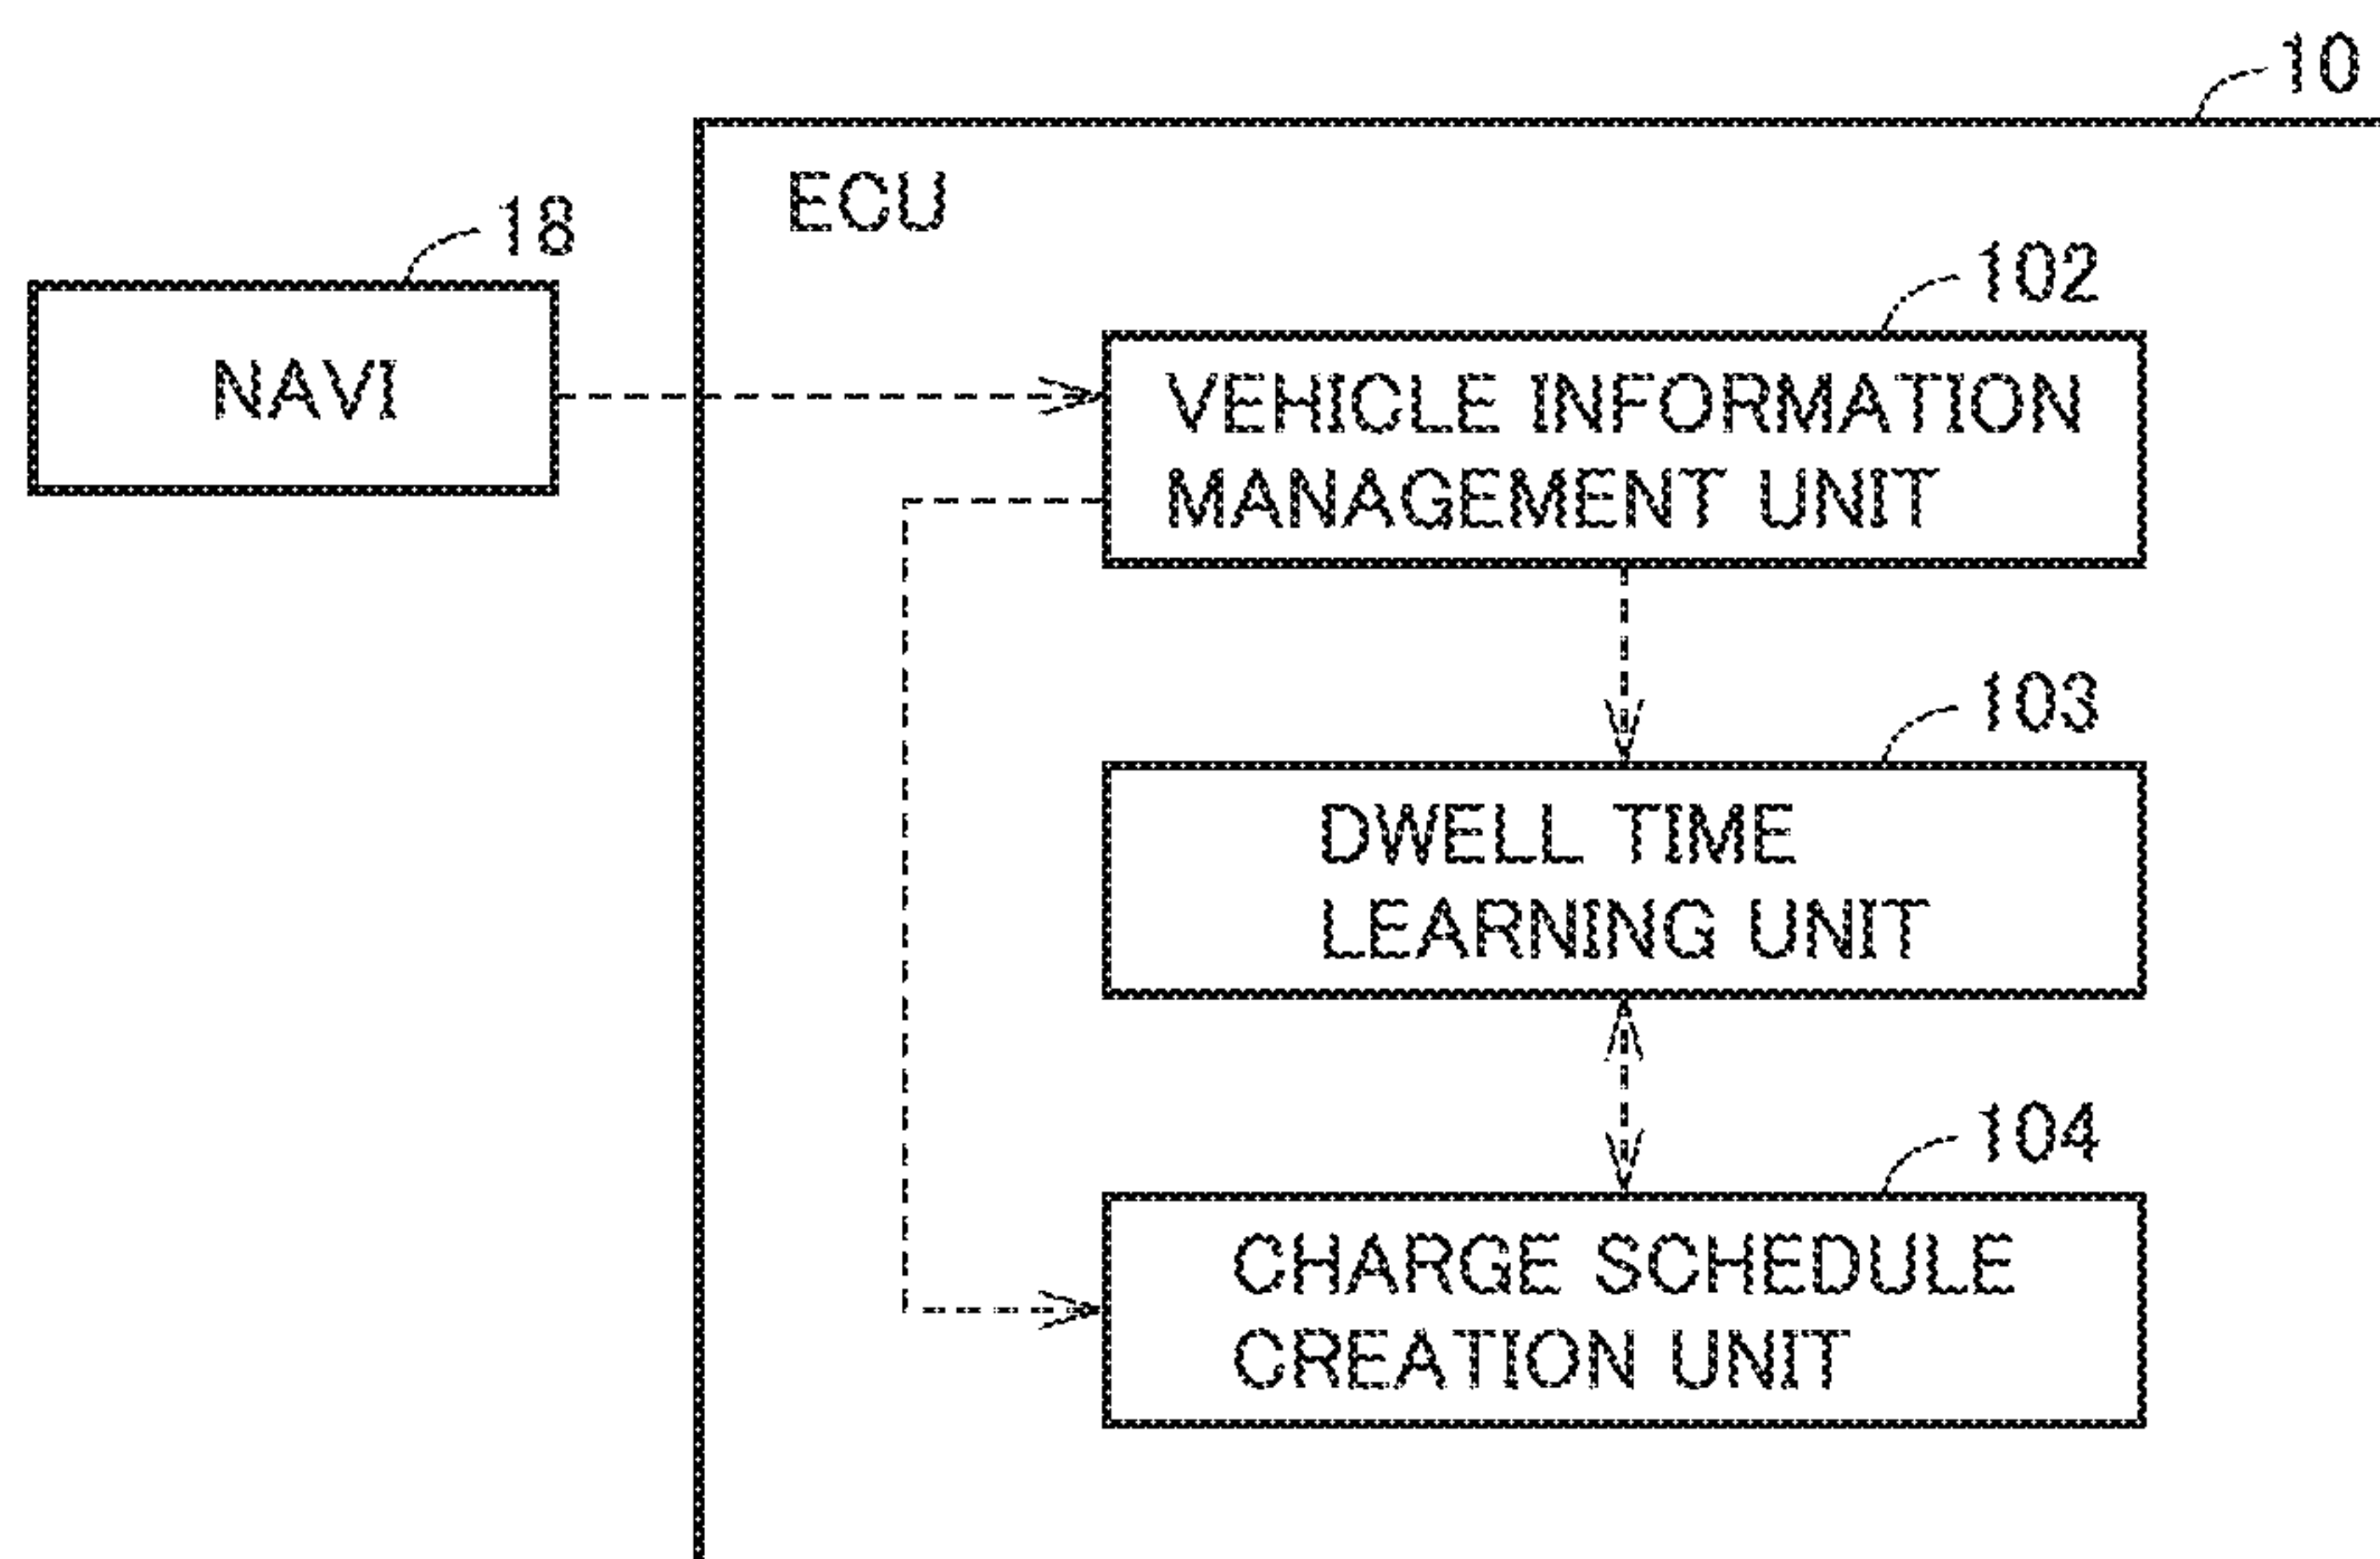 10
ECU
18
NAVI
102
VEHICLE INFORMATION
MANAGEMENT UNIT
103
DWELL TIME
LEARNING UNIT
104
CHARGE SCHEDULE
CREATION UNIT